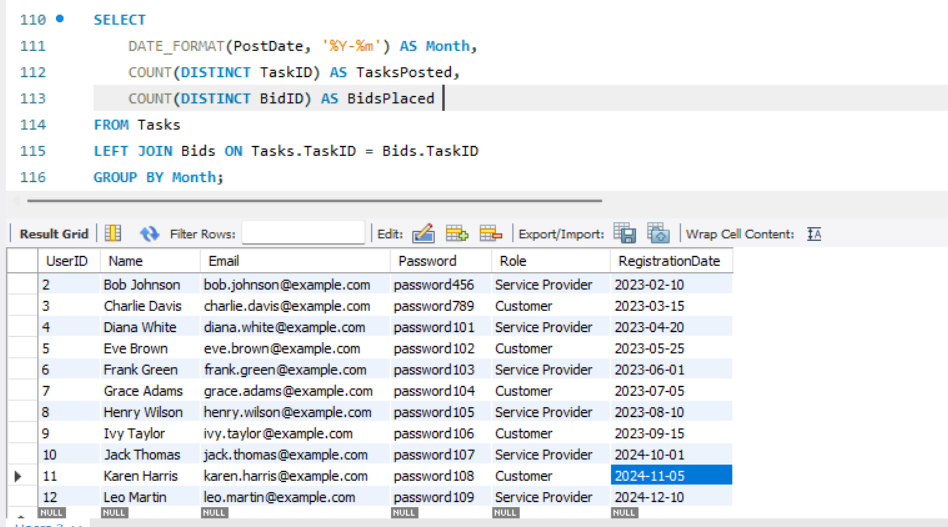 110 SELECT
111 DATE_FORMAT(PostDate, '%Y-%m') AS Month,
112 COUNT(DISTINCT TaskID) AS TasksPosted,
113 COUNT(DISTINCT BidID) AS BidsPlaced
114 FROM Tasks
115 LEFT JOIN Bids ON Tasks.TaskID = Bids.TaskID
116 GROUP BY Month;
Result Grid Filter Rows: Edit: Export/Import: Wrap Cell Content: IA
UserID Name Email Password Role RegistrationDate
2 Bob Johnson bob.johnson@example.com password456 Service Provider 2023-02-10
3 Charlie Davis charlie.davis@example.com password789 Customer 2023-03-15
4 Diana White diana.white@example.com password101 Service Provider 2023-04-20
5 Eve Brown eve.brown@example.com password102 Customer 2023-05-25
6 Frank Green frank.green@example.com password103 Service Provider 2023-06-01
7 Grace Adams grace.adams@example.com password104 Customer 2023-07-05
8 Henry Wilson henry.wilson@example.com password105 Service Provider 2023-08-10
9 Ivy Taylor ivy.taylor@example.com password106 Customer 2023-09-15
10 Jack Thomas jack.thomas@example.com password107 Service Provider 2024-10-01
11 Karen Harris karen.harris@example.com password108 Customer 2024-11-05
12 Leo Martin leo.martin@example.com password109 Service Provider 2024-12-10
NULL NULL NULL NULL NULL NULL